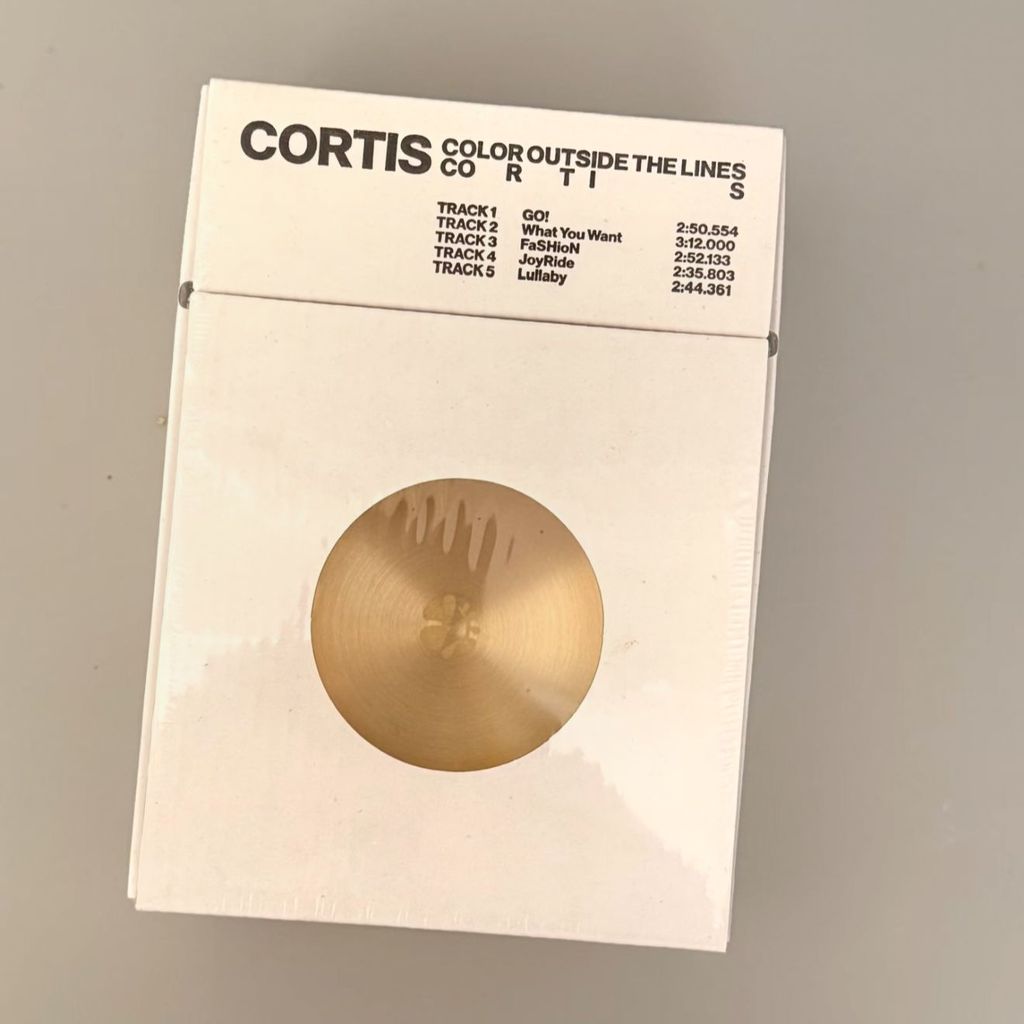 CORTIS COLOR OUTSIDE THE LINES
CO R T I S
TRACK 1 GO! 2:50.554
TRACK 2 What You Want 3:12.000
TRACK 3 FaSHioN 2:52.133
TRACK 4 JoyRide 2:35.803
TRACK 5 Lullaby 2:44.361